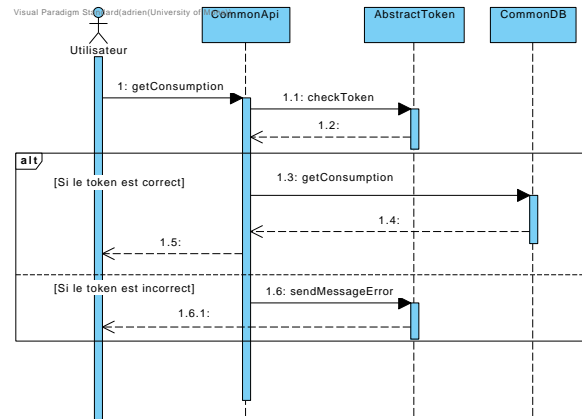 Visual Paradigm Standard(adrien(University of
CommonApi
AbstractToken
CommonDB
Utilisateur
1: getConsumption
1.1: checkToken
1.2:
alt
[Si le token est correct]
1.3: getConsumption
1.4:
1.5:
[Si le token est incorrect]
1.6: sendMessageError
1.6.1: